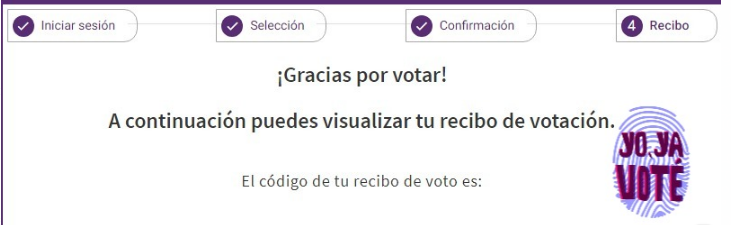 Iniciar sesión Selección Confirmación 4 Recibo
¡Gracias por votar!
A continuación puedes visualizar tu recibo de votación.
YO YA
VOTÉ
El código de tu recibo de voto es: